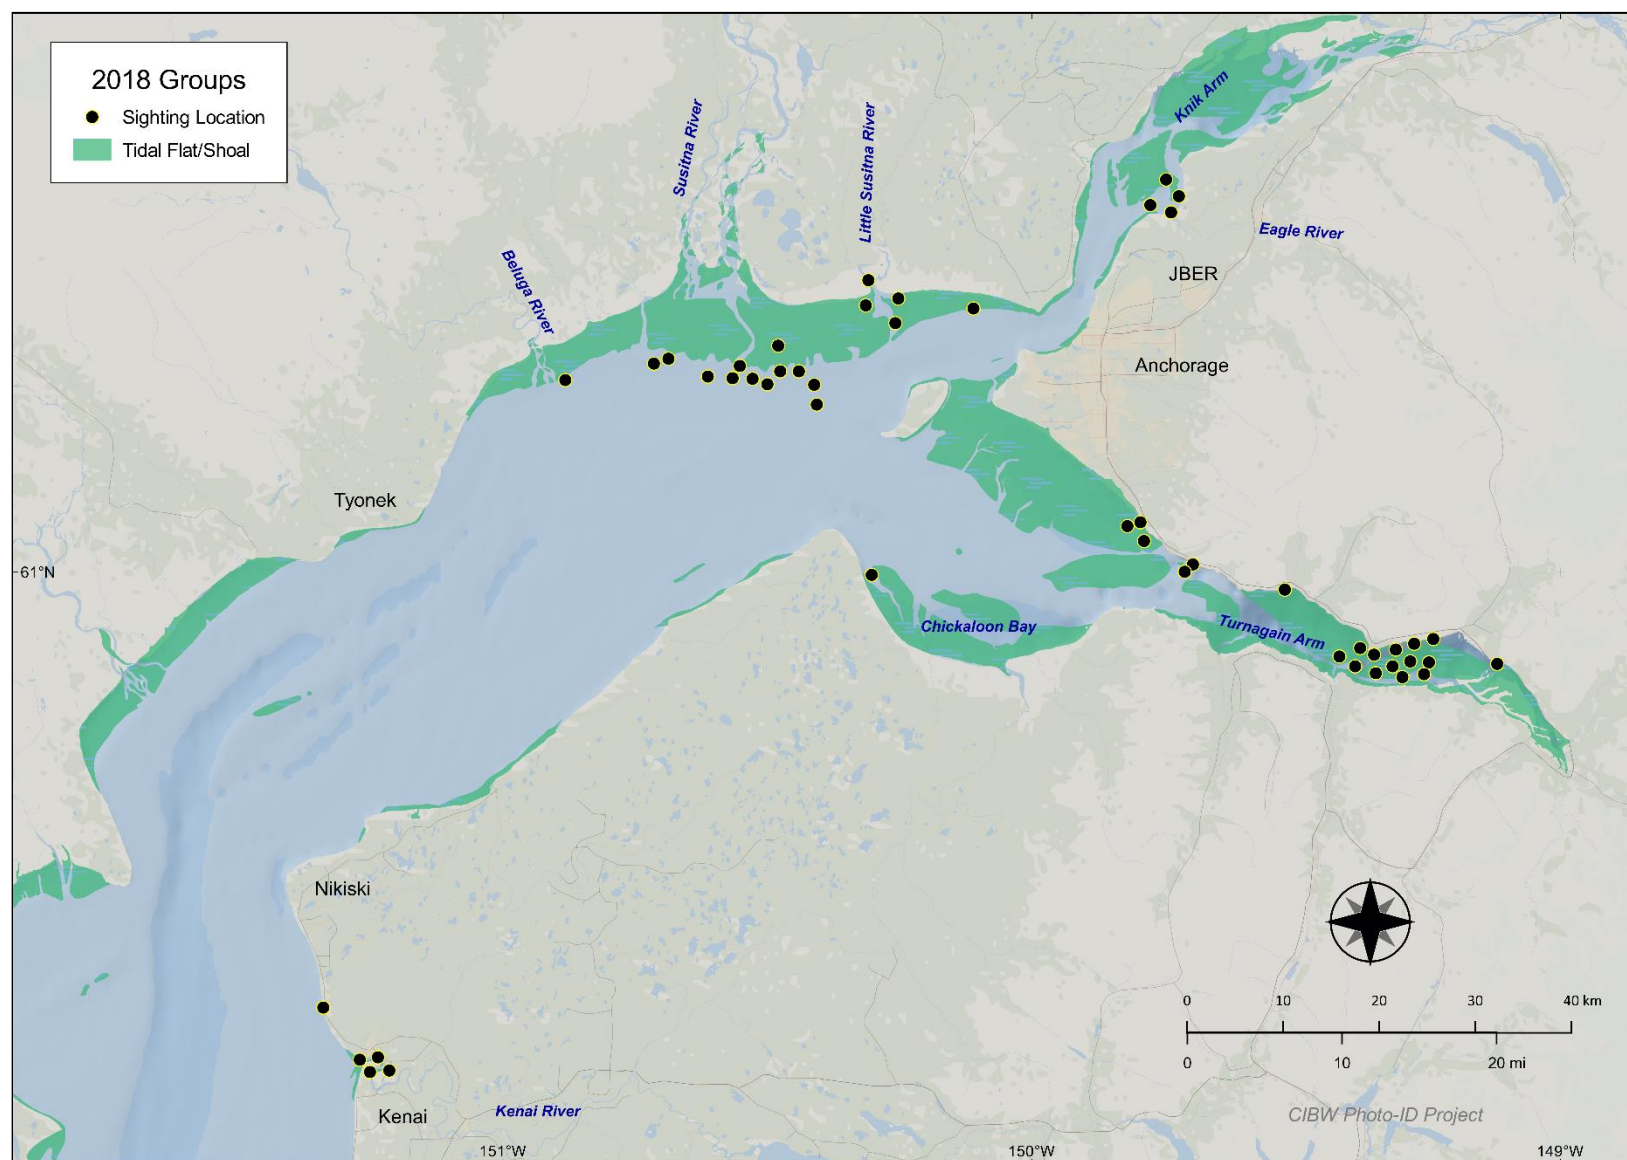 2018 Groups
Sighting Location
Tidal Flat/Shoal
Knik Arm
Susitna River
Little Susitna River
Eagle River
Beluga River
JBER
Anchorage
Tyonek
61°N
Chickaloon Bay
Turnagain Arm
Nikiski
0 10 20 30 40 km
0 10 20 mi
Kenai
Kenai River
CIBW Photo-ID Project
151°W
150°W
149°W